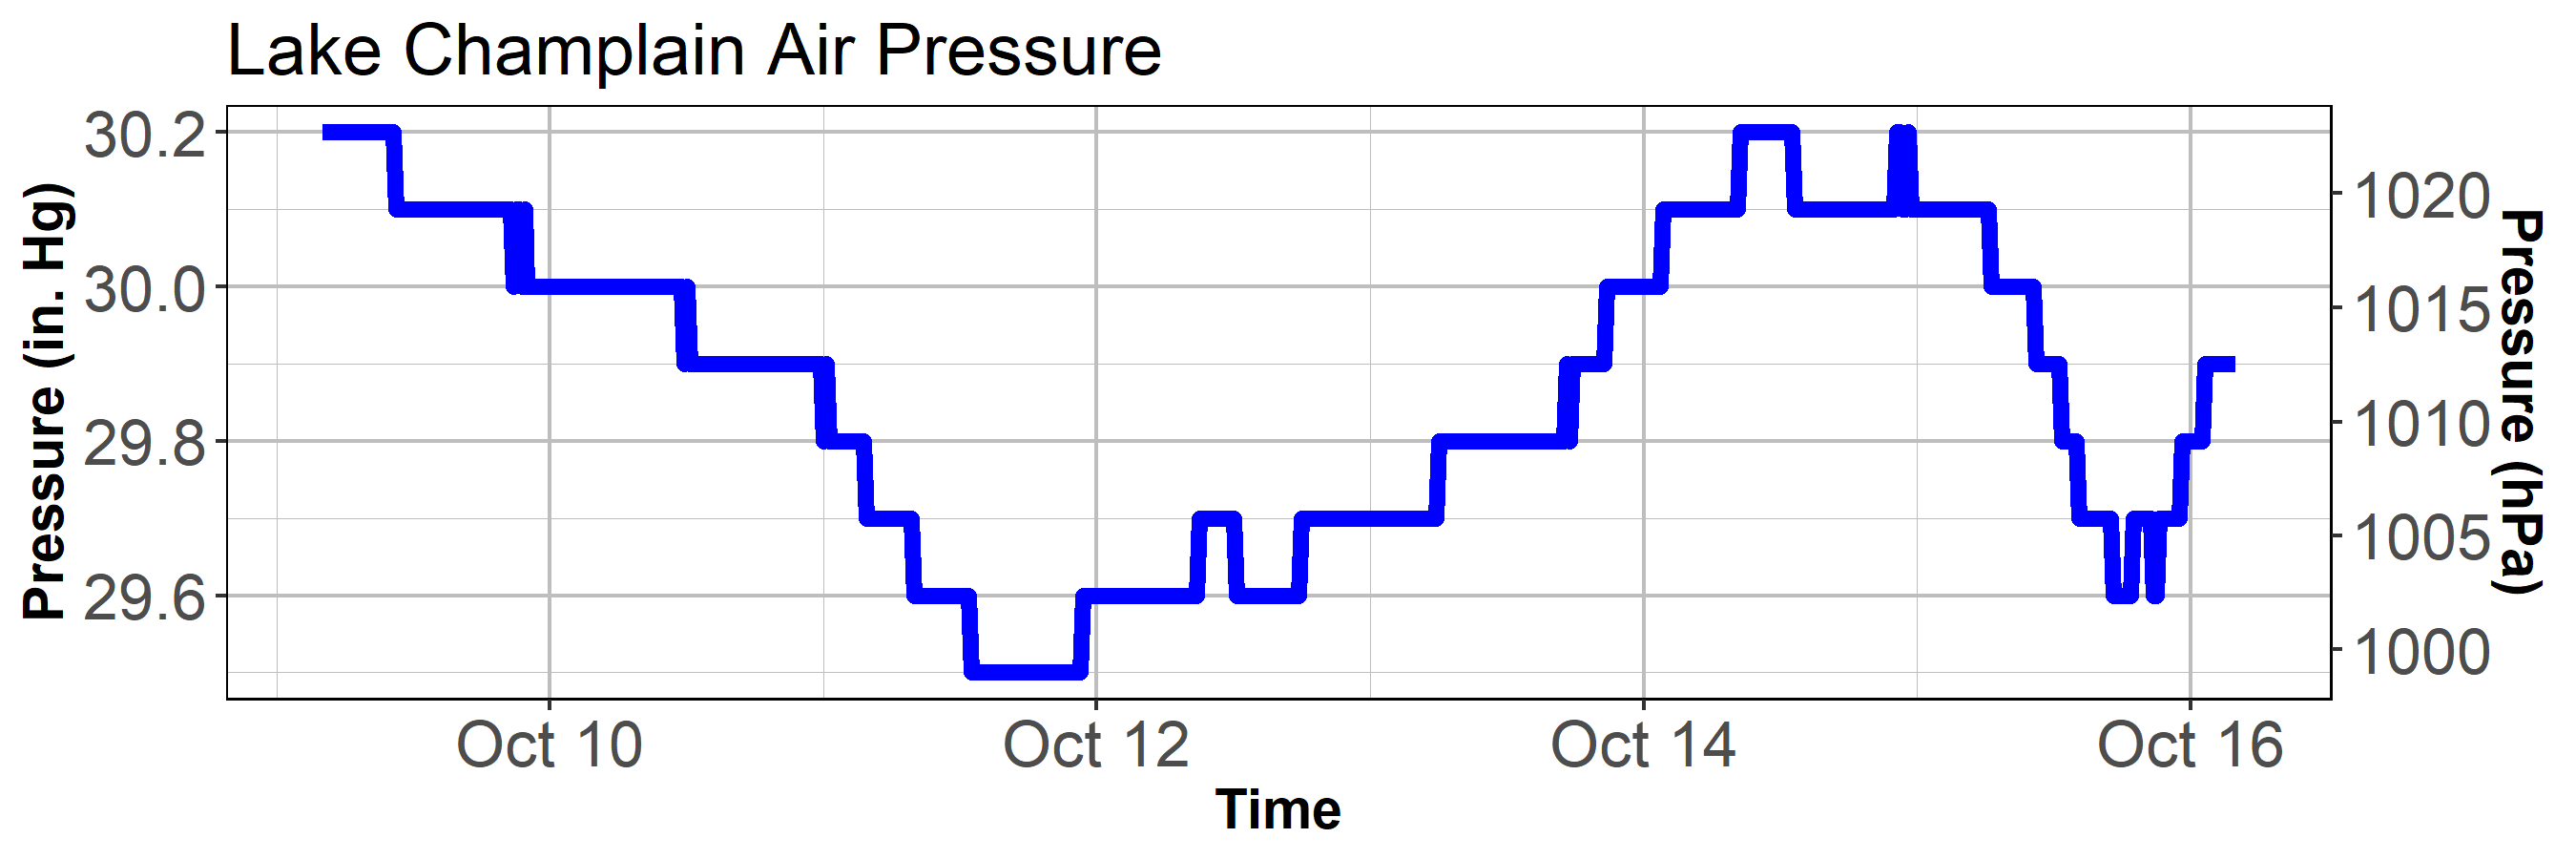 Lake Champlain Air Pressure
Pressure (in. Hg)
30.2
30.0
29.8
29.6
1020
1015
1010
1005
1000
Pressure (hPa)
Oct 10 Oct 12 Oct 14 Oct 16
Time